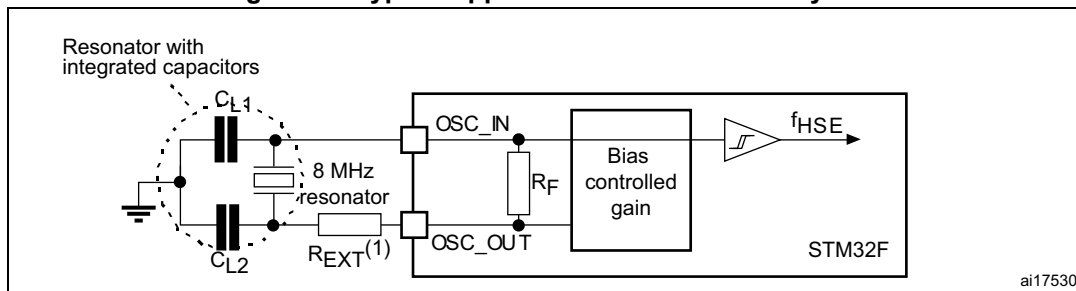 Resonator with
integrated capacitors
CL1
OSC_IN
fHSE
8 MHz
resonator
RF
Bias
controlled
gain
REXT(1)
OSC_OUT
STM32F
CL2
ai17530